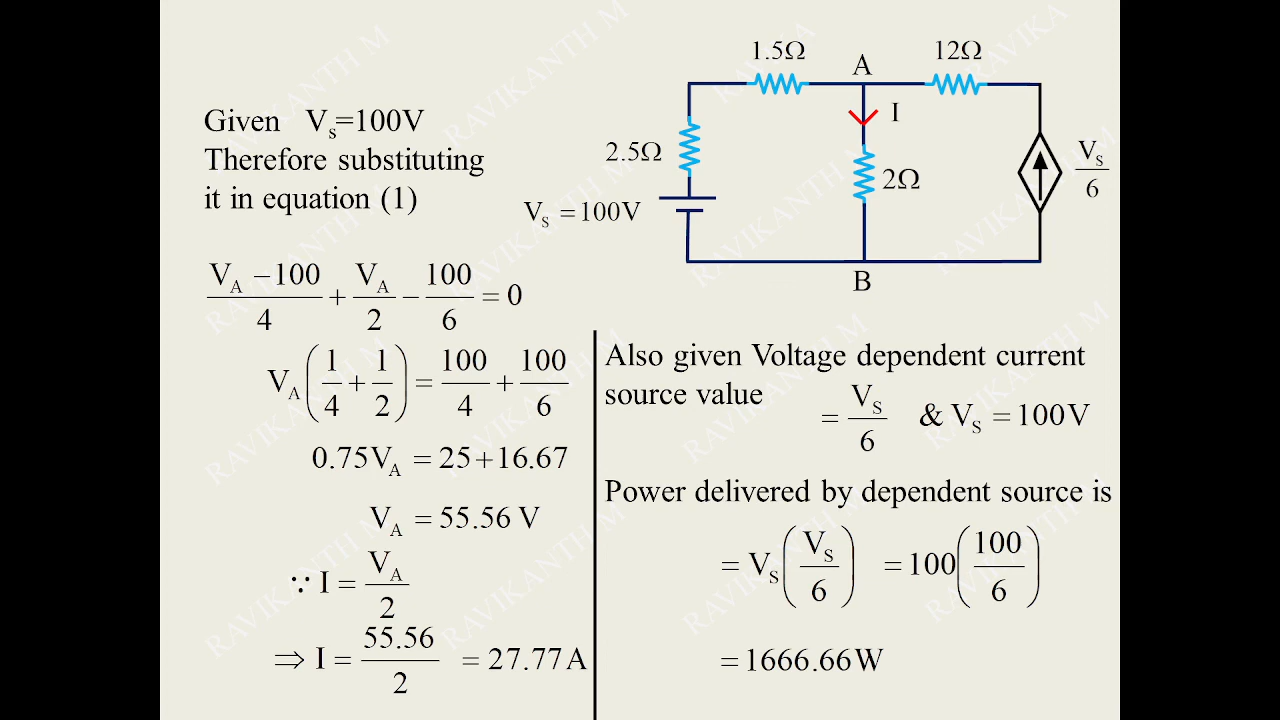 Given V_s=100V
Therefore substituting
it in equation (1)
(V_A − 100)/4 + V_A/2 − 100/6 = 0
V_A(1/4 + 1/2) = 100/4 + 100/6
0.75V_A = 25+16.67
V_A = 55.56 V
∵ I = V_A/2
⇒ I = 55.56/2 = 27.77A
1.5Ω
A
12Ω
I
2.5Ω
2Ω
V_S/6
V_S = 100V
B
Also given Voltage dependent current
source value
= V_S/6 & V_S = 100V
Power delivered by dependent source is
= V_S(V_S/6) = 100(100/6)
= 1666.66W
RAVIKANTH M